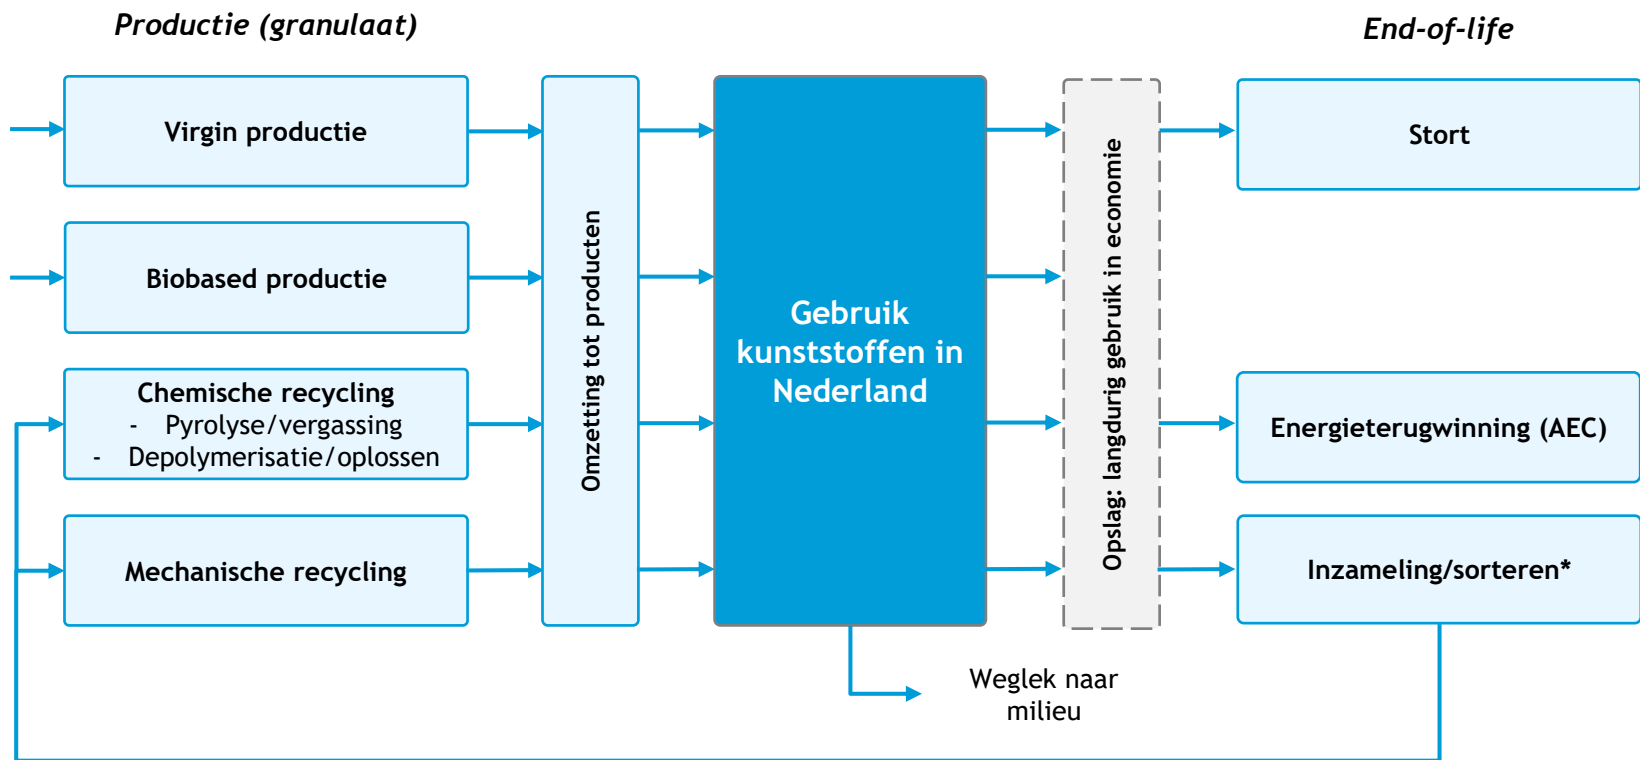 Productie (granulaat)
End-of-life
Virgin productie
Biobased productie
Chemische recycling
- Pyrolyse/vergassing
- Depolymerisatie/oplossen
Mechanische recycling
Omzeting tot producten
Gebruik
kunststoffen in
Nederland
Opslag: langdurig gebruik in economie
Stort
Energieterugwinning (AEC)
Inzameling/sorteren*
Weglek naar
milieu